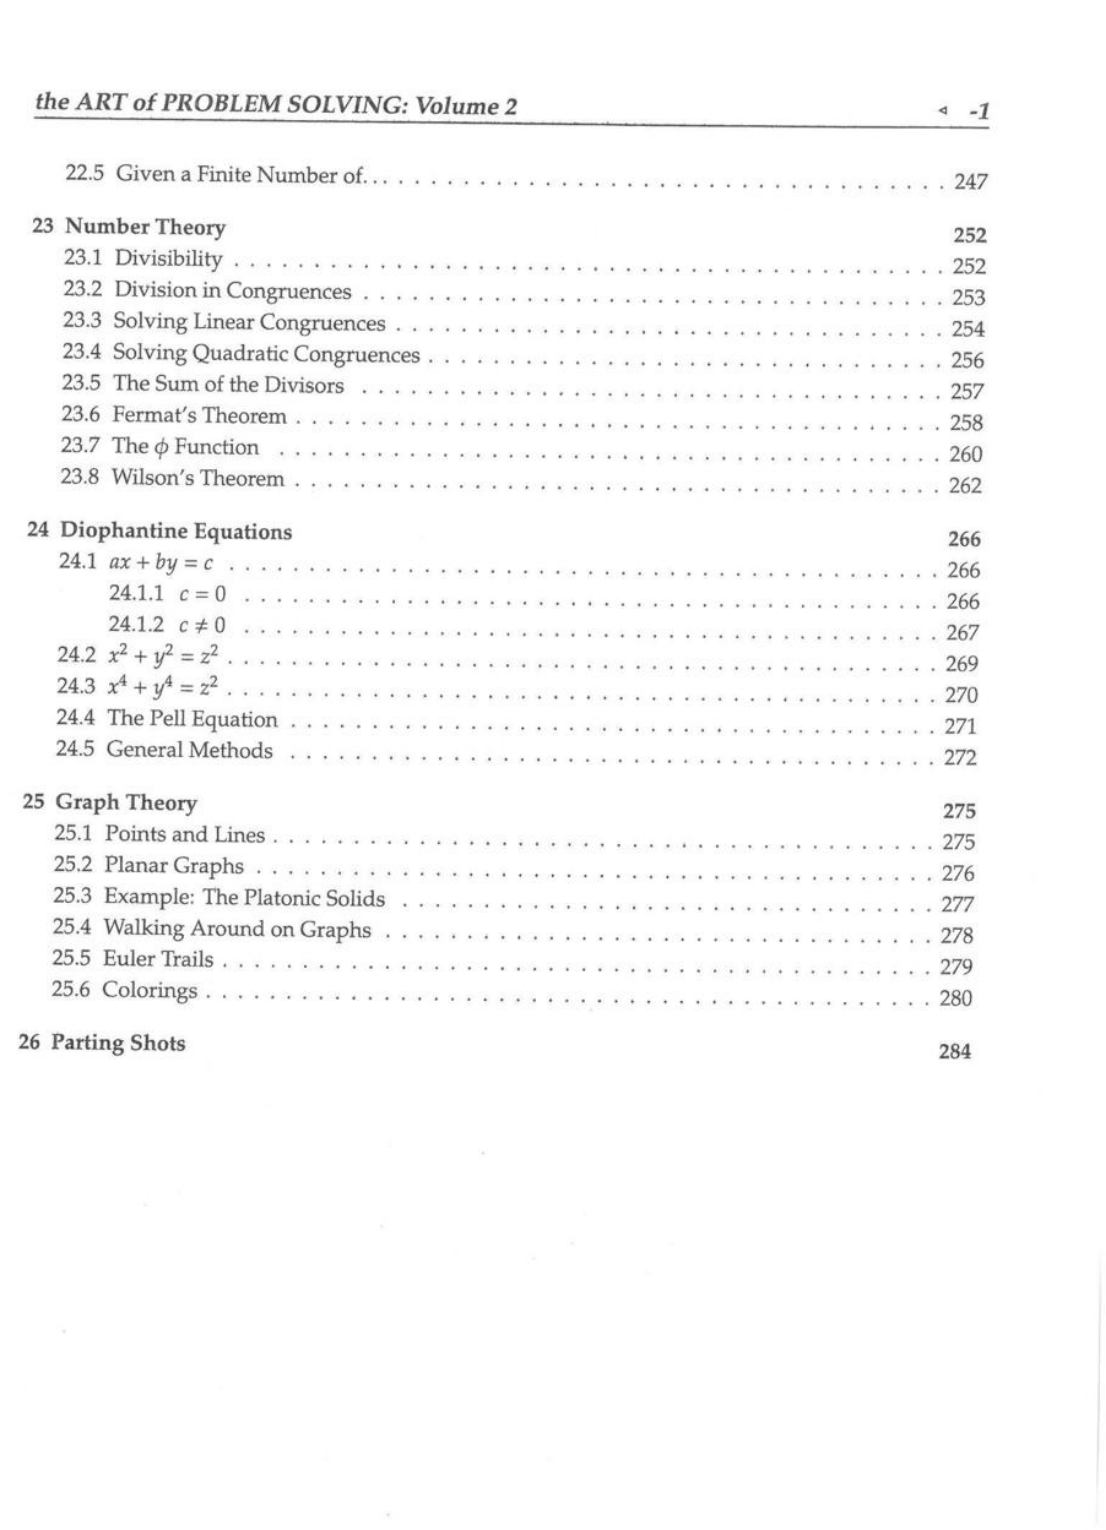 the ART of PROBLEM SOLVING: Volume 2 ◁ -1
22.5 Given a Finite Number of. . . . . . . . . . . . . . . . . . . . . . . . . . . . . . . . . . . . . . 247
23 Number Theory 252
23.1 Divisibility . . . . . . . . . . . . . . . . . . . . . . . . . . . . . . . . . . . . . . . . . . . . 252
23.2 Division in Congruences . . . . . . . . . . . . . . . . . . . . . . . . . . . . . . . . . . . . 253
23.3 Solving Linear Congruences . . . . . . . . . . . . . . . . . . . . . . . . . . . . . . . . . . 254
23.4 Solving Quadratic Congruences . . . . . . . . . . . . . . . . . . . . . . . . . . . . . . . . 256
23.5 The Sum of the Divisors . . . . . . . . . . . . . . . . . . . . . . . . . . . . . . . . . . . . 257
23.6 Fermat's Theorem . . . . . . . . . . . . . . . . . . . . . . . . . . . . . . . . . . . . . . . . 258
23.7 The ϕ Function . . . . . . . . . . . . . . . . . . . . . . . . . . . . . . . . . . . . . . . . . 260
23.8 Wilson's Theorem . . . . . . . . . . . . . . . . . . . . . . . . . . . . . . . . . . . . . . . . 262
24 Diophantine Equations 266
24.1 ax + by = c . . . . . . . . . . . . . . . . . . . . . . . . . . . . . . . . . . . . . . . . . . . . 266
24.1.1 c = 0 . . . . . . . . . . . . . . . . . . . . . . . . . . . . . . . . . . . . . . . . . . . 266
24.1.2 c ≠ 0 . . . . . . . . . . . . . . . . . . . . . . . . . . . . . . . . . . . . . . . . . . . 267
24.2 x² + y² = z² . . . . . . . . . . . . . . . . . . . . . . . . . . . . . . . . . . . . . . . . . . . . 269
24.3 x⁴ + y⁴ = z² . . . . . . . . . . . . . . . . . . . . . . . . . . . . . . . . . . . . . . . . . . . . 270
24.4 The Pell Equation . . . . . . . . . . . . . . . . . . . . . . . . . . . . . . . . . . . . . . . . 271
24.5 General Methods . . . . . . . . . . . . . . . . . . . . . . . . . . . . . . . . . . . . . . . . 272
25 Graph Theory 275
25.1 Points and Lines . . . . . . . . . . . . . . . . . . . . . . . . . . . . . . . . . . . . . . . . . 275
25.2 Planar Graphs . . . . . . . . . . . . . . . . . . . . . . . . . . . . . . . . . . . . . . . . . . 276
25.3 Example: The Platonic Solids . . . . . . . . . . . . . . . . . . . . . . . . . . . . . . . . . 277
25.4 Walking Around on Graphs . . . . . . . . . . . . . . . . . . . . . . . . . . . . . . . . . . 278
25.5 Euler Trails . . . . . . . . . . . . . . . . . . . . . . . . . . . . . . . . . . . . . . . . . . . . 279
25.6 Colorings . . . . . . . . . . . . . . . . . . . . . . . . . . . . . . . . . . . . . . . . . . . . . 280
26 Parting Shots 284